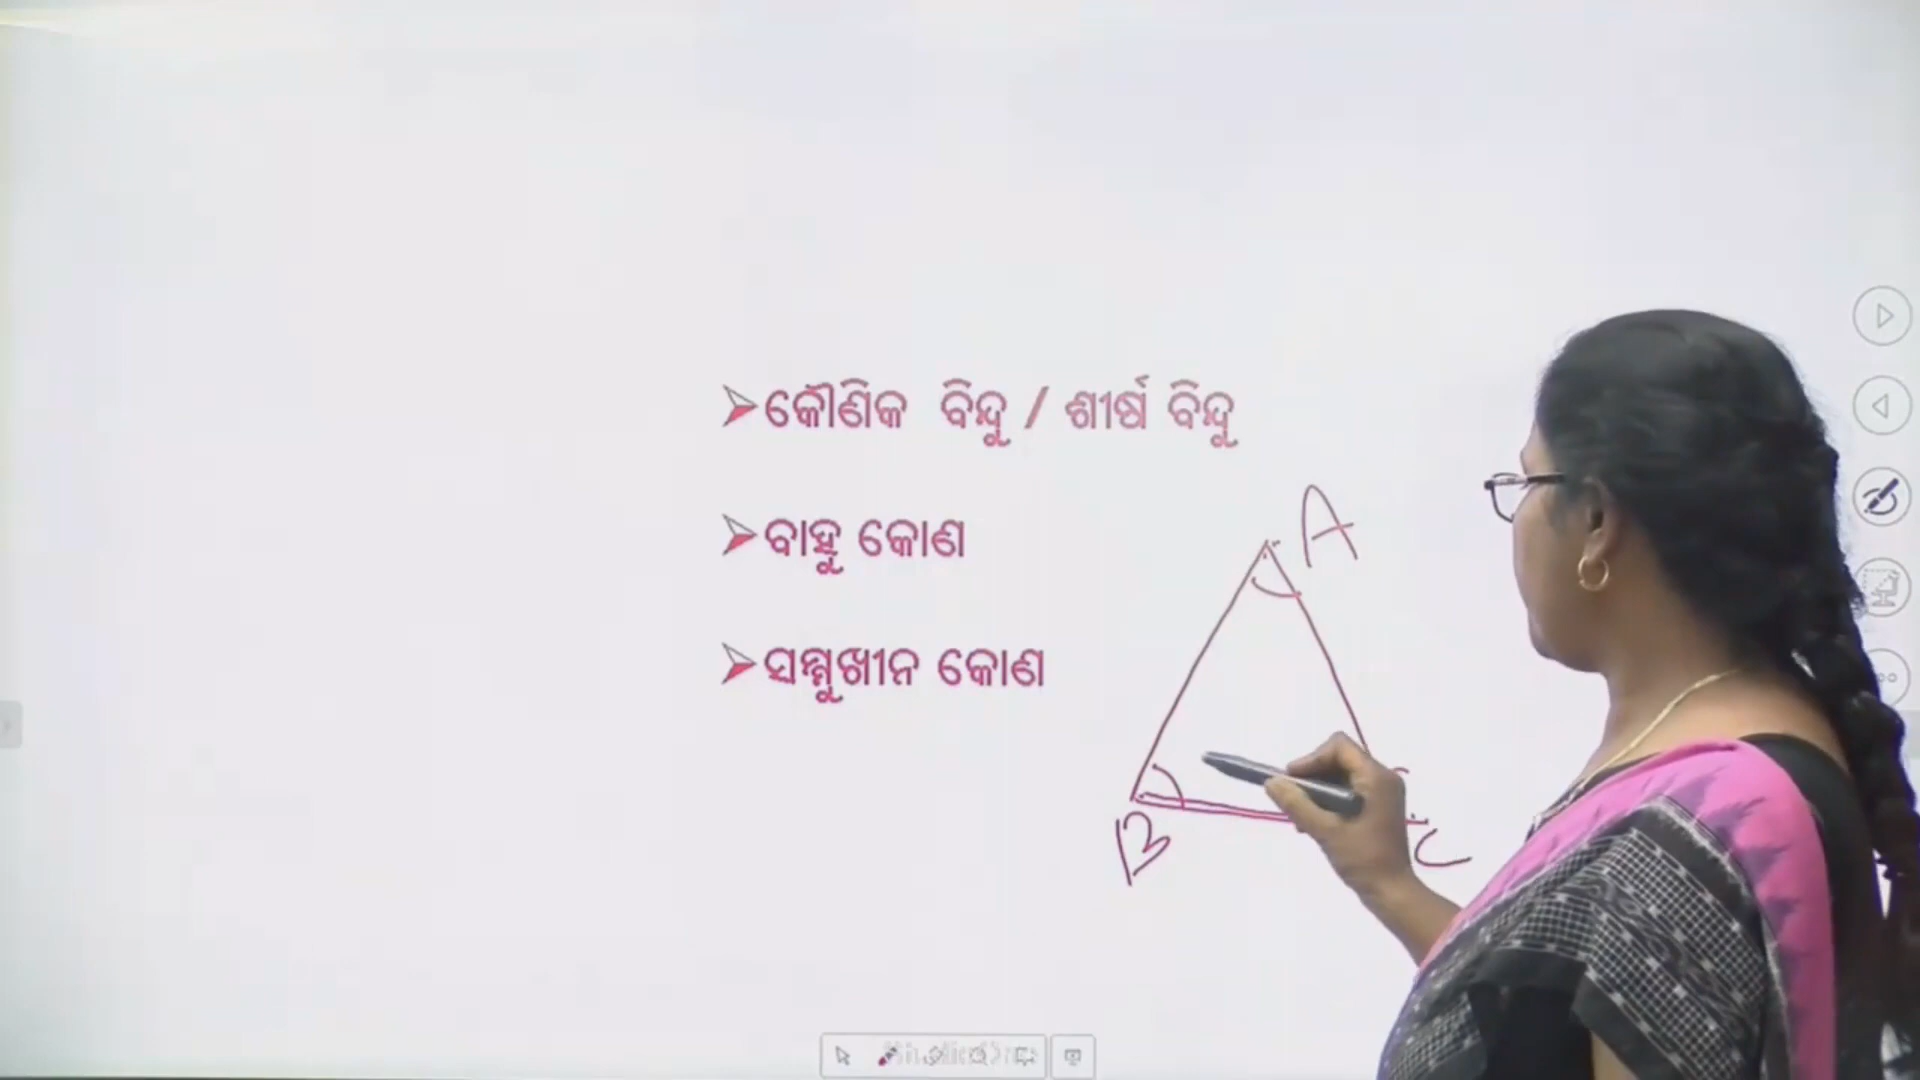 କୌଣିକ ବିନ୍ଦୁ / ଶୀର୍ଷ ବିନ୍ଦୁ
ବାହୁ କୋଣ
ସମ୍ମୁଖୀନ କୋଣ
A
B
C